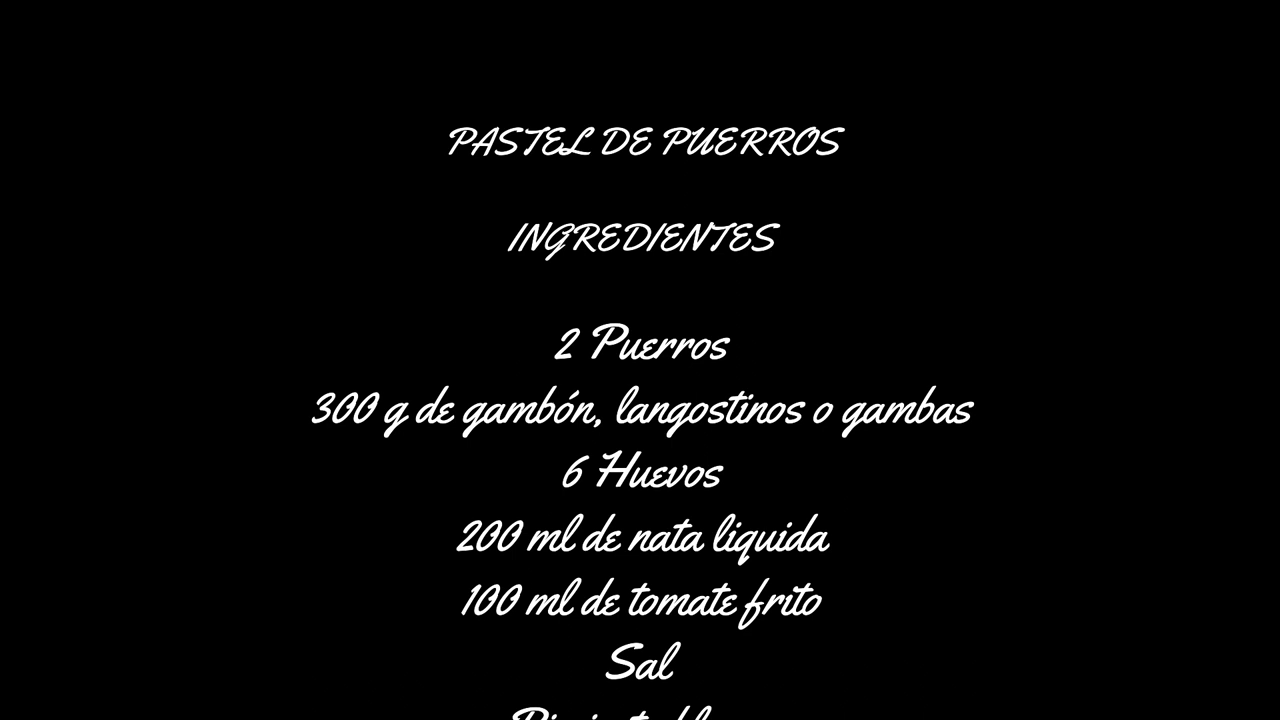 PASTEL DE PUERROS
INGREDIENTES
2 Puerros
300 g de gambón, langostinos o gambas
6 Huevos
200 ml de nata liquida
100 ml de tomate frito
Sal